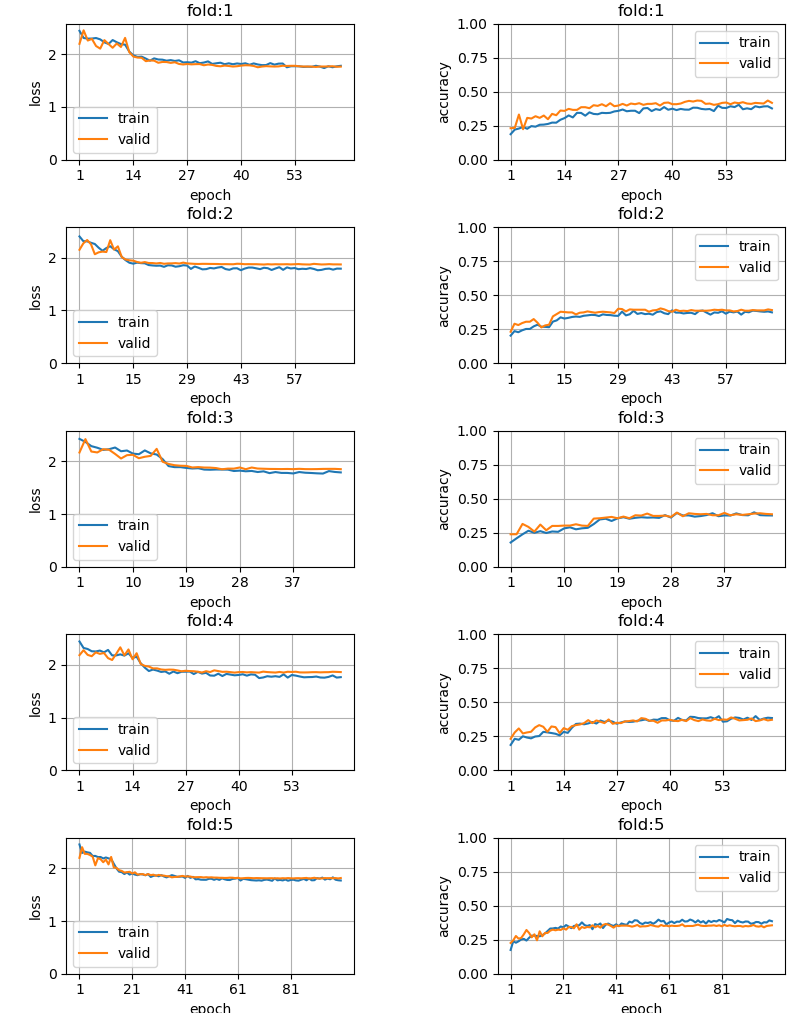 fold:1
fold:1
2
1
0
loss
train
valid
1 14 27 40 53
epoch
1.00
0.75
0.50
0.25
0.00
accuracy
train
valid
1 14 27 40 53
epoch
fold:2
fold:2
2
1
0
loss
train
valid
1 15 29 43 57
epoch
1.00
0.75
0.50
0.25
0.00
accuracy
train
valid
1 15 29 43 57
epoch
fold:3
fold:3
2
1
0
loss
train
valid
1 10 19 28 37
epoch
1.00
0.75
0.50
0.25
0.00
accuracy
train
valid
1 10 19 28 37
epoch
fold:4
fold:4
2
1
0
loss
train
valid
1 14 27 40 53
epoch
1.00
0.75
0.50
0.25
0.00
accuracy
train
valid
1 14 27 40 53
epoch
fold:5
fold:5
2
1
0
loss
train
valid
1 21 41 61 81
epoch
1.00
0.75
0.50
0.25
0.00
accuracy
train
valid
1 21 41 61 81
epoch